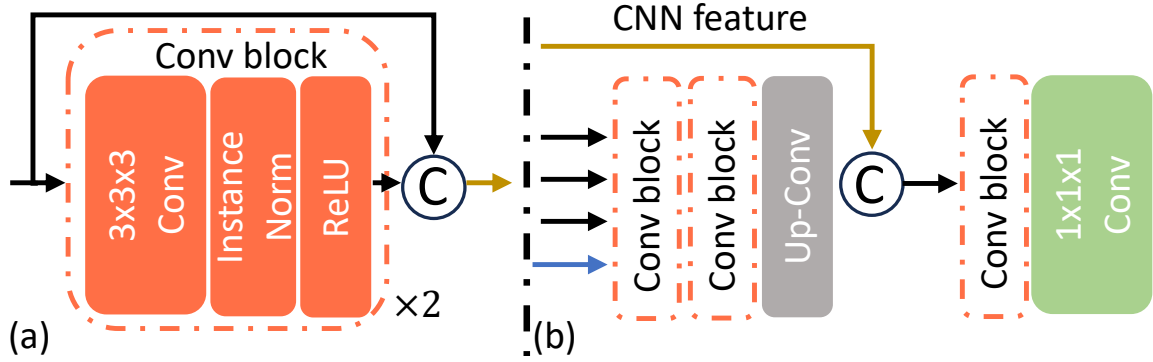 Conv block
3x3x3
Conv
Instance
Norm
ReLU
×2
C
(a)
CNN feature
Conv block
Conv block
Up-Conv
C
Conv block
1x1x1
Conv
(b)